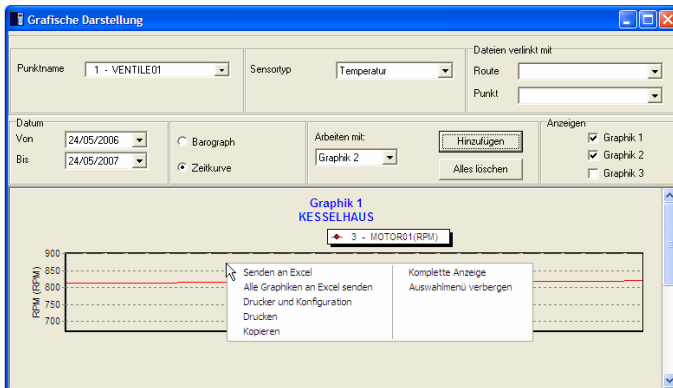 Grafische Darstellung
Dateien verlinkt mit
Punktname 1 - VENTILE01 Sensortyp Temperatur Route
Punkt
Datum
Von 24/05/2006
Bis 24/05/2007
Barograph
Zeitkurve
Arbeiten mit:
Graphik 2
Hinzufügen
Alles löschen
Anzeigen
Graphik 1
Graphik 2
Graphik 3
Graphik 1
KESSELHAUS
3 - MOTOR01(RPM)
RPM (RPM)
900
850
800
750
700
Senden an Excel
Alle Graphiken an Excel senden
Drucker und Konfiguration
Drucken
Kopieren
Komplette Anzeige
Auswahlmenü verbergen